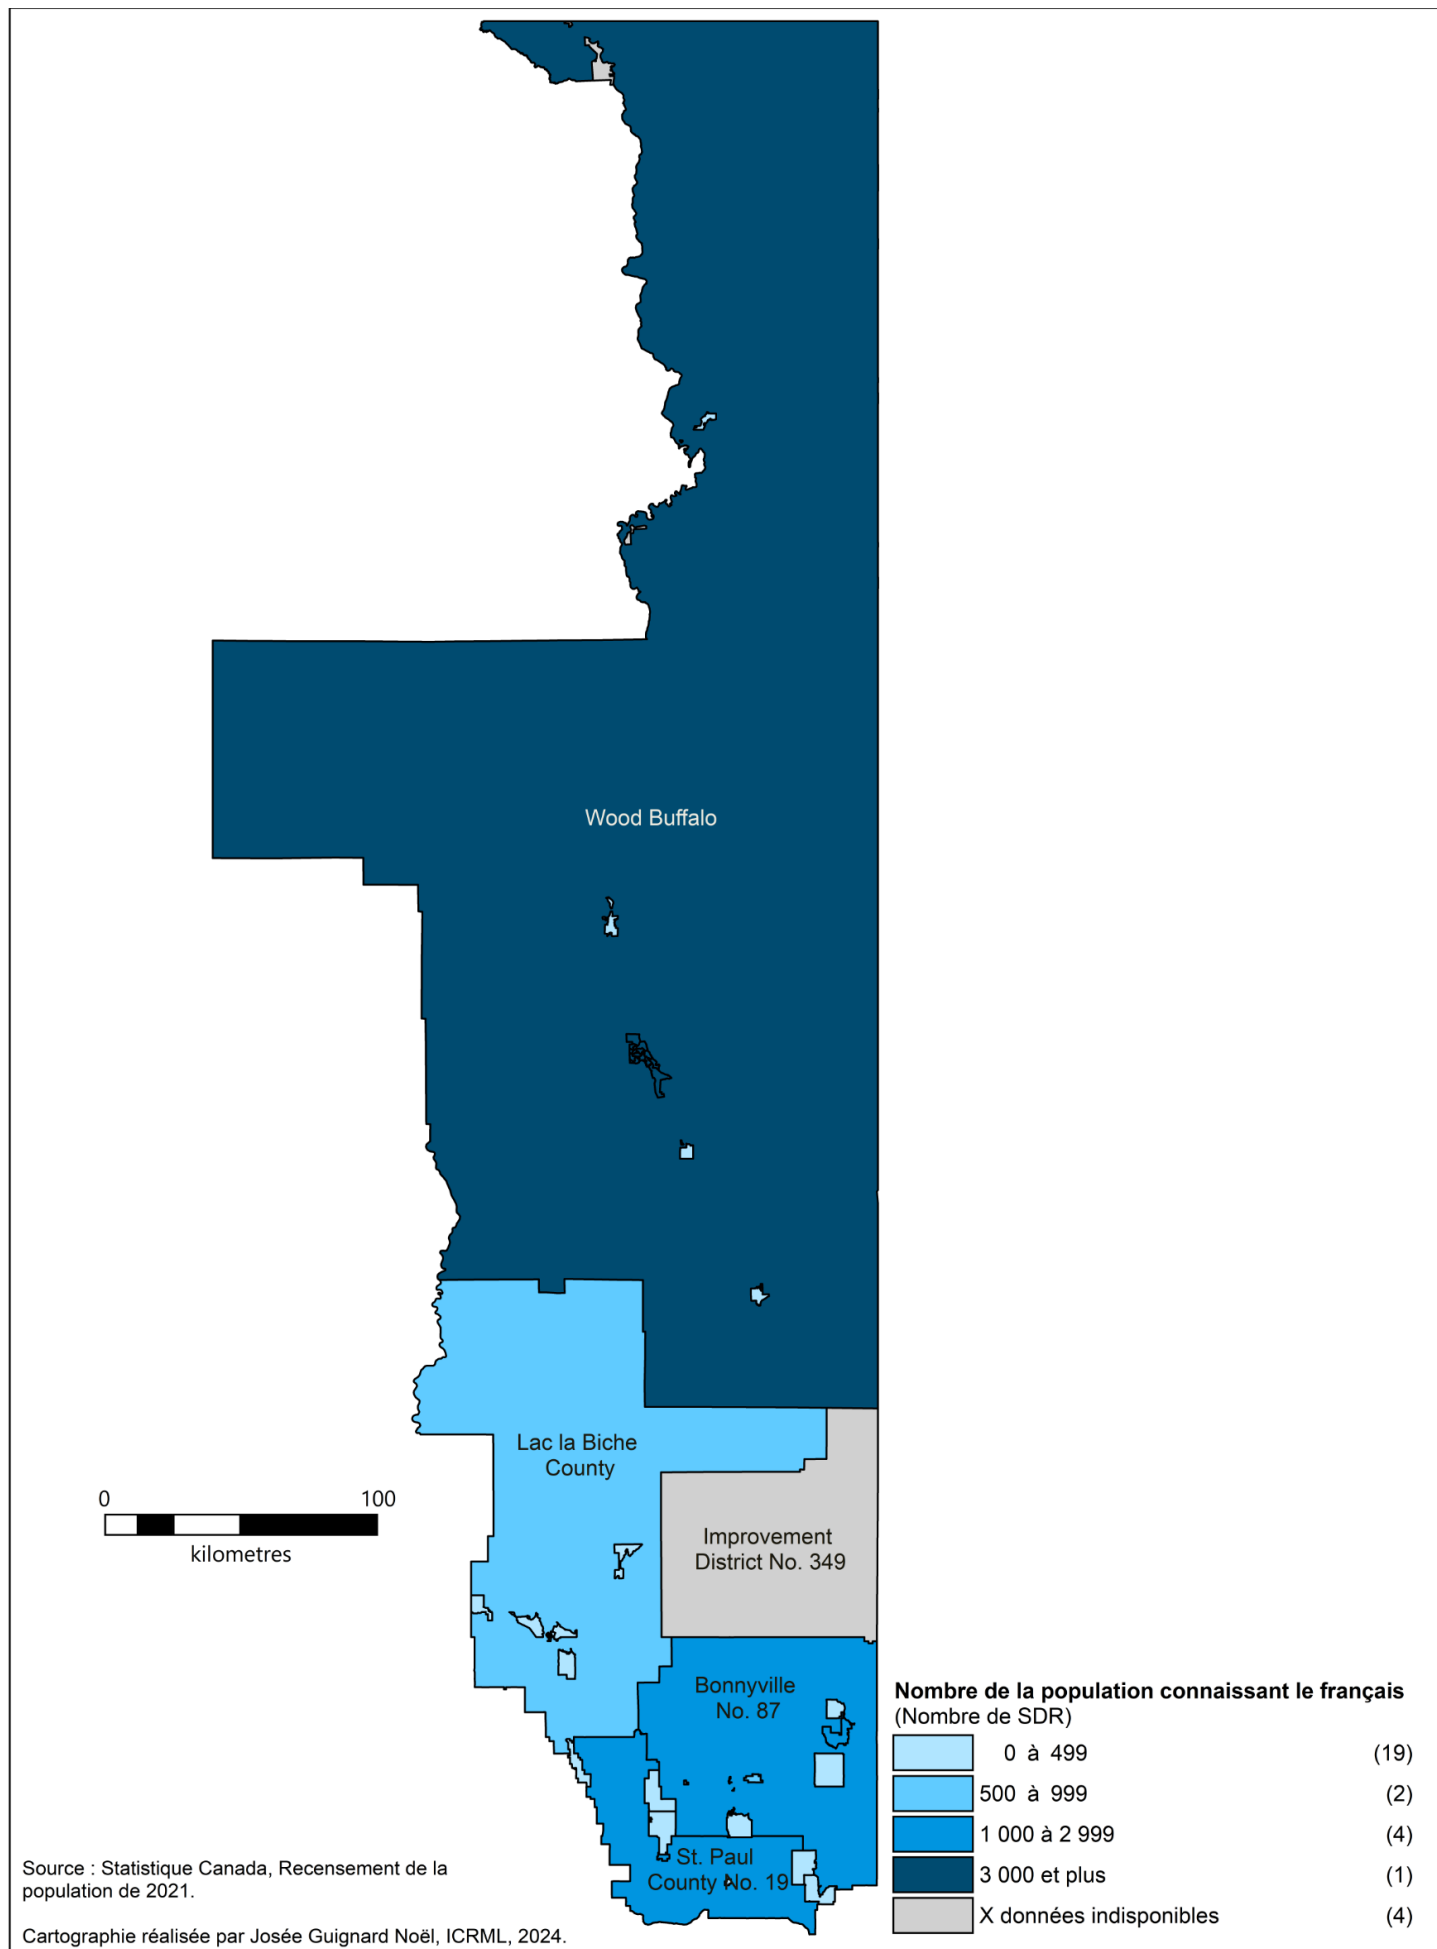 Wood Buffalo
Lac la Biche
County
0 100
kilometres
Improvement
District No. 349
Bonnyville
No. 87
St. Paul
County No. 19
Nombre de la population connaissant le français
(Nombre de SDR)
0 à 499 (19)
500 à 999 (2)
1 000 à 2 999 (4)
3 000 et plus (1)
X données indisponibles (4)
Source : Statistique Canada, Recensement de la
population de 2021.
Cartographie réalisée par Josée Guignard Noël, ICRML, 2024.